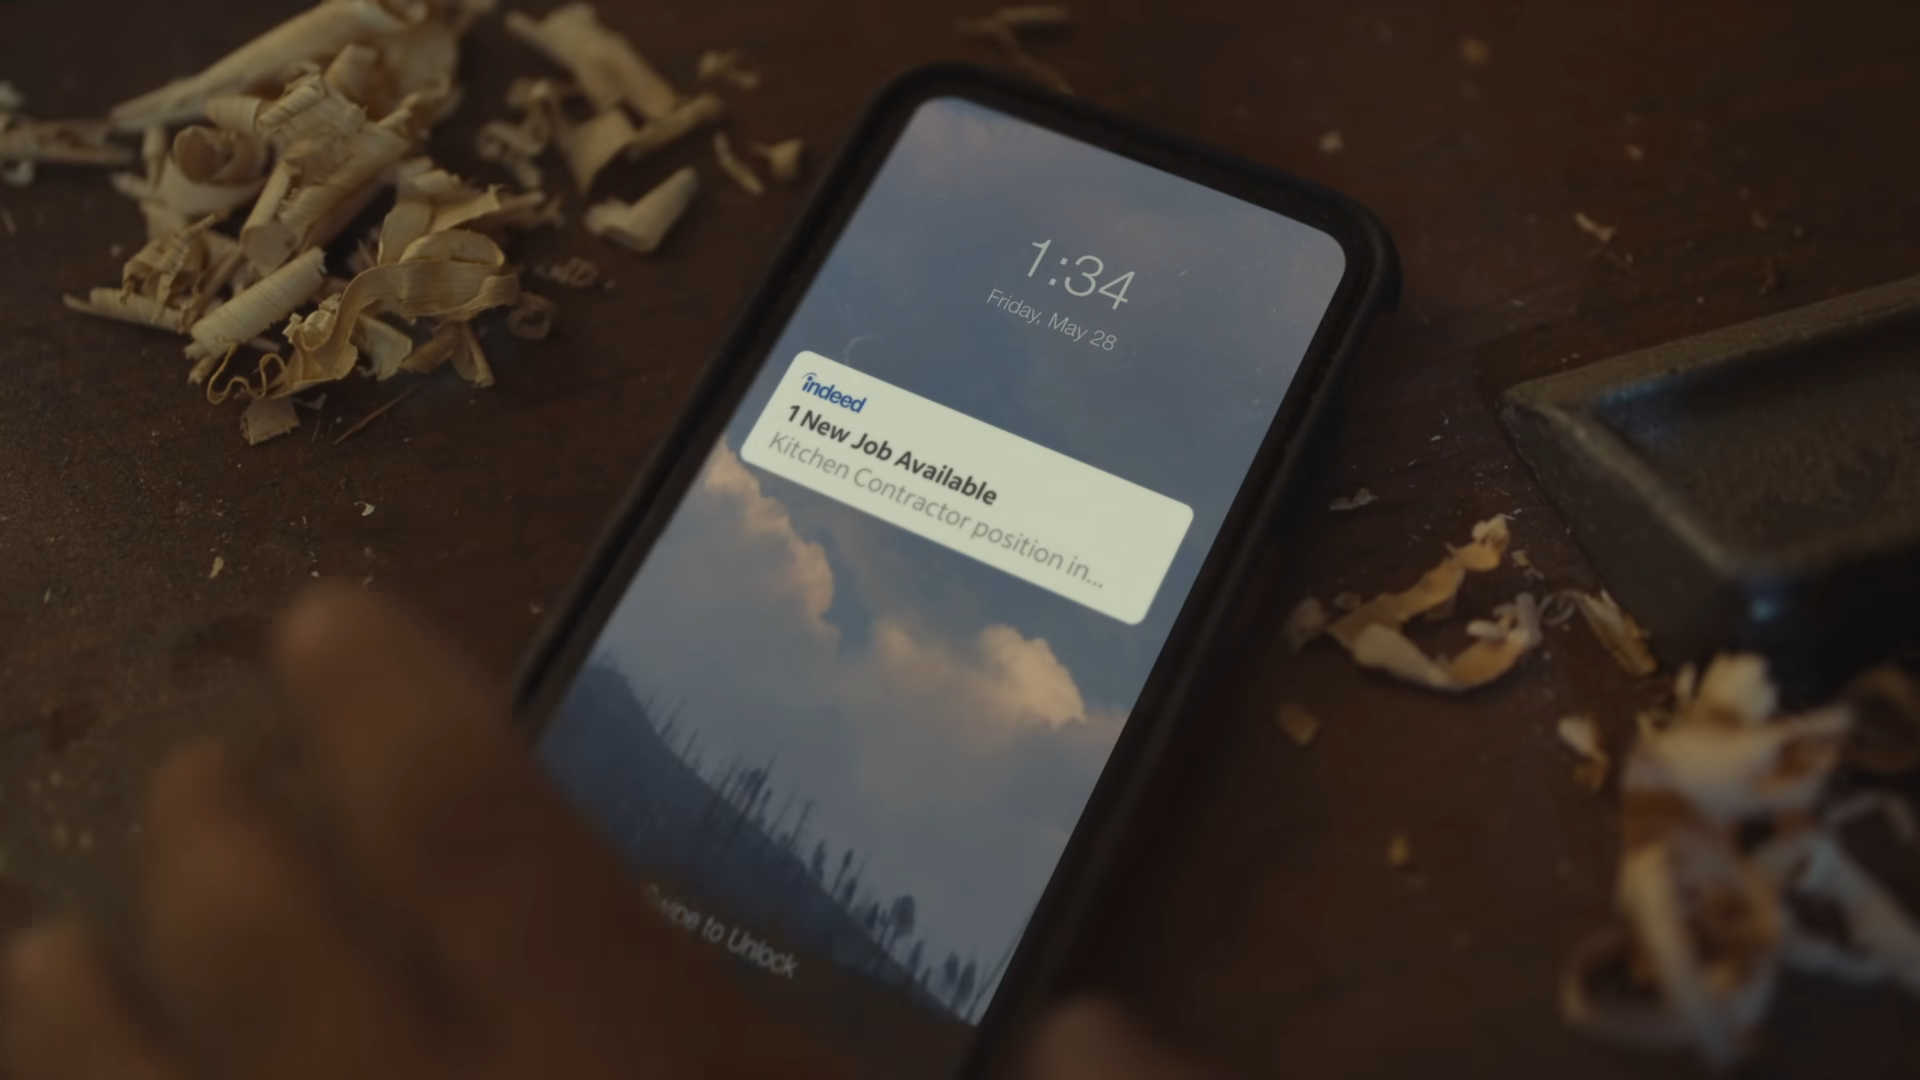 1:34
Friday, May 28
indeed
1 New Job Available
Kitchen Contractor position in...
Swipe to Unlock